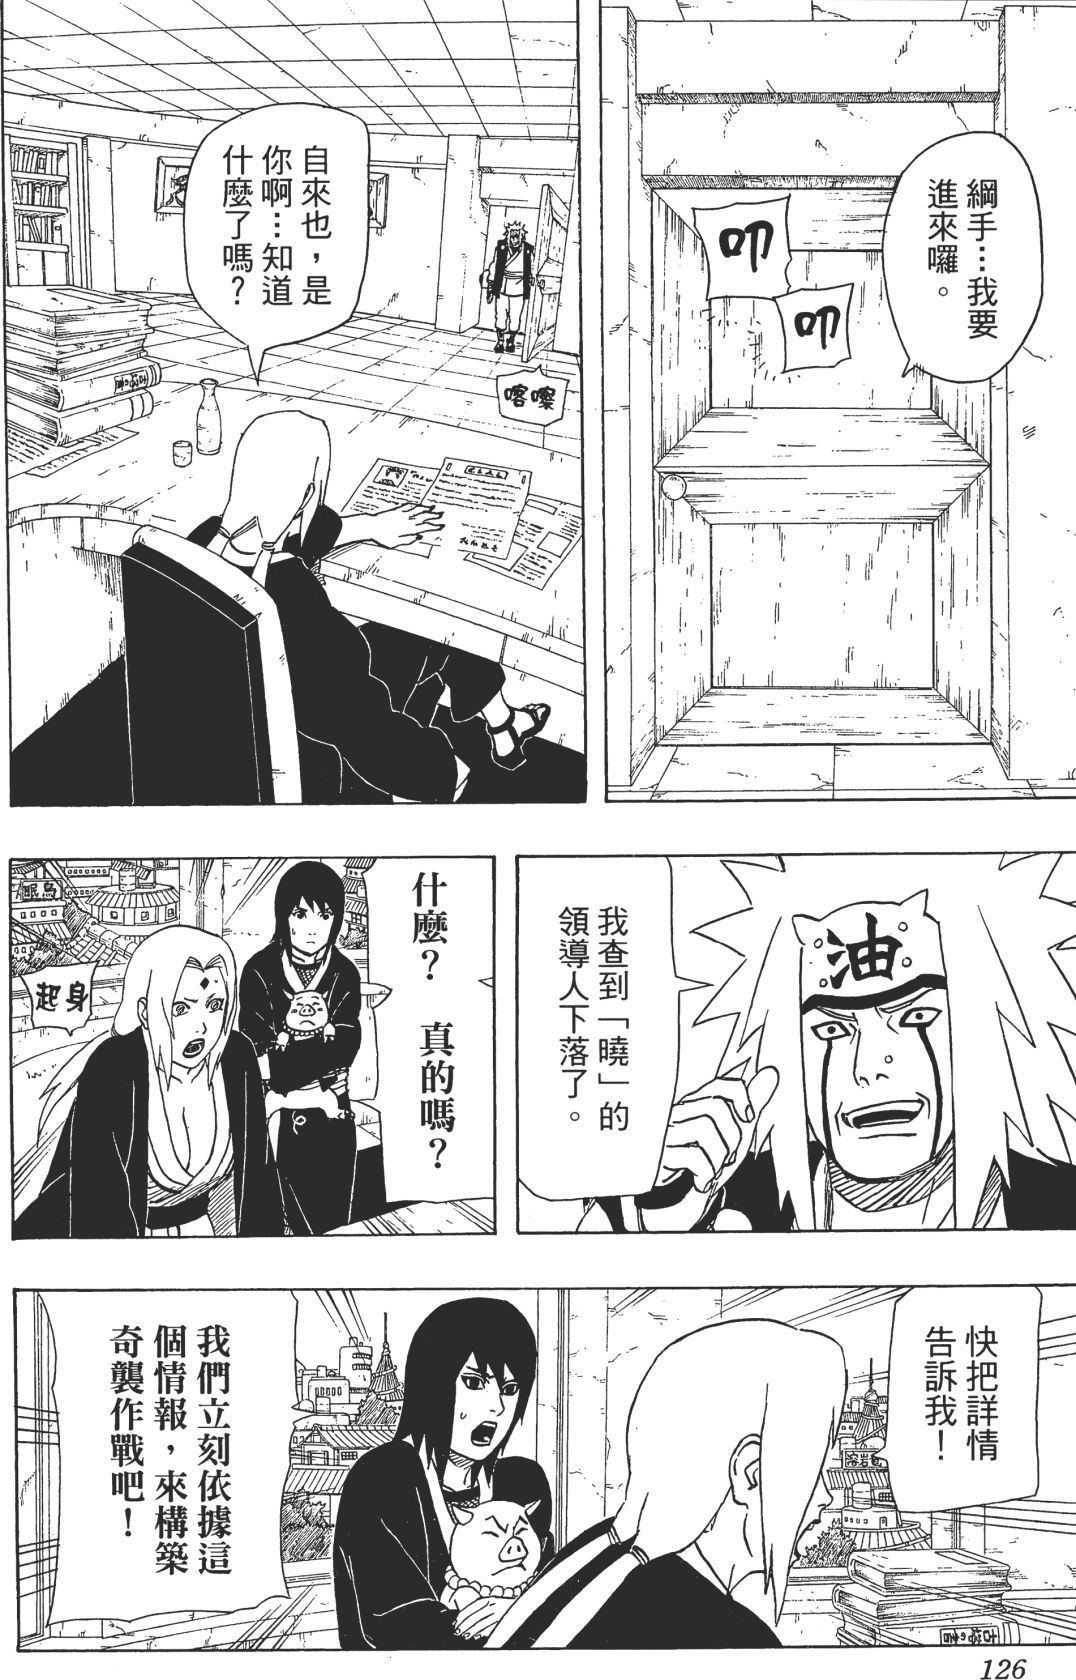 綱手…我要
進來囉。
叩
叩
喀嚓
自來也，是
你啊…知道
什麼了嗎？
我查到「曉」的
領導人下落了。
油
什麼？
真的嗎？
起身
快把詳情
告訴我！
我們立刻依據這
個情報，來構築
奇襲作戰吧！
126